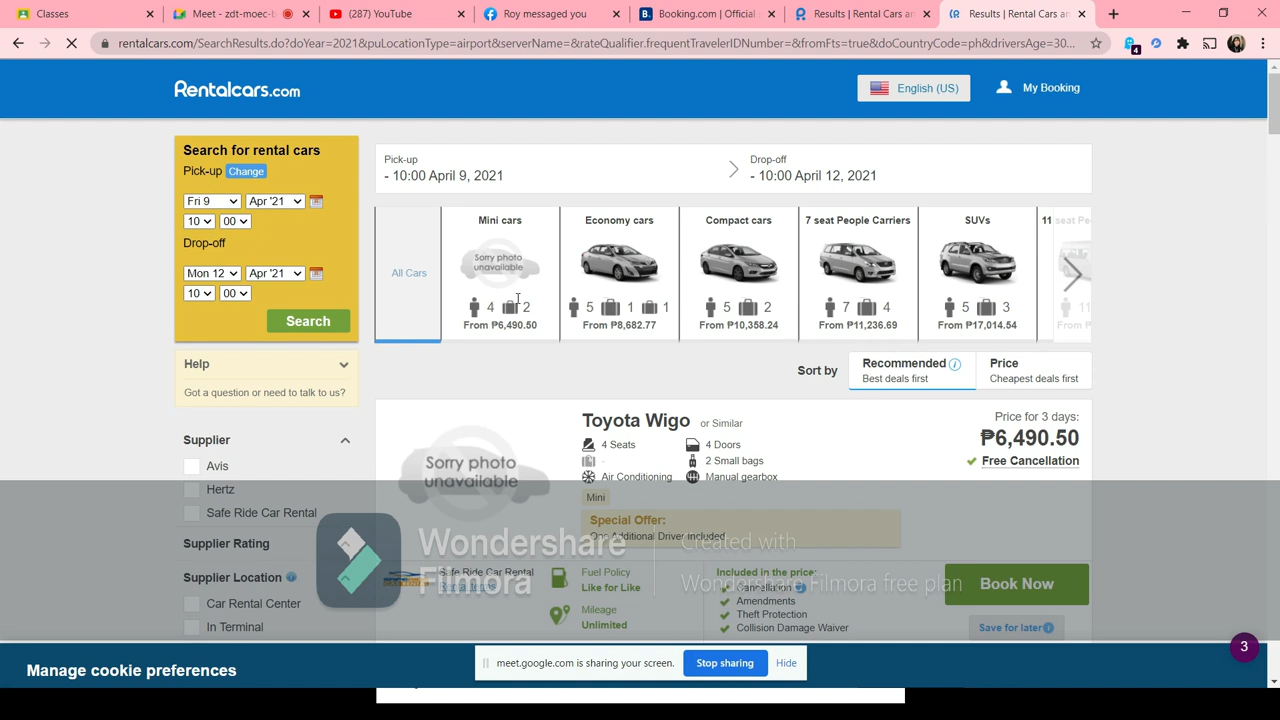 Classes
Meet - zdt-moec-b
(287) YouTube
Roy messaged you
Booking.com | Official
Results | Rental Cars an
Results | Rental Cars an
rentalcars.com/SearchResults.do?doYear=2021&puLocationType=airport&serverName=&rateQualifier.frequentTravelerIDNumber=&fromFts=true&doCountryCode=ph&driversAge=30...
4
Rentalcars.com
English (US)
My Booking
Search for rental cars
Pick-up Change
Fri 9 Apr '21
10 00
Drop-off
Mon 12 Apr '21
10 00
Search
Pick-up
- 10:00 April 9, 2021
Drop-off
- 10:00 April 12, 2021
All Cars
Mini cars
Sorry photo
unavailable
4 2
From ₱6,490.50
Economy cars
5 1 1
From ₱8,682.77
Compact cars
5 2
From ₱10,358.24
7 seat People Carriers
7 4
From ₱11,236.69
SUVs
5 3
From ₱17,014.54
11 seat Pe
11
From ₱1
Help
Got a question or need to talk to us?
Sort by
Recommended
Best deals first
Price
Cheapest deals first
Supplier
Avis
Hertz
Safe Ride Car Rental
Supplier Rating
Supplier Location
Car Rental Center
In Terminal
Sorry photo
unavailable
Toyota Wigo or Similar
4 Seats
4 Doors
-
2 Small bags
Air Conditioning
Manual gearbox
Mini
Special Offer:
One Additional Driver Included
Price for 3 days:
₱6,490.50
Free Cancellation
Safe Ride Car Rental
Fuel Policy
Like for Like
Mileage
Unlimited
Included in the price:
Cancellation
Amendments
Theft Protection
Collision Damage Waiver
Book Now
Save for later
Wondershare
Filmora
Created with
Wondershare Filmora free plan
Manage cookie preferences
meet.google.com is sharing your screen.
Stop sharing
Hide
3